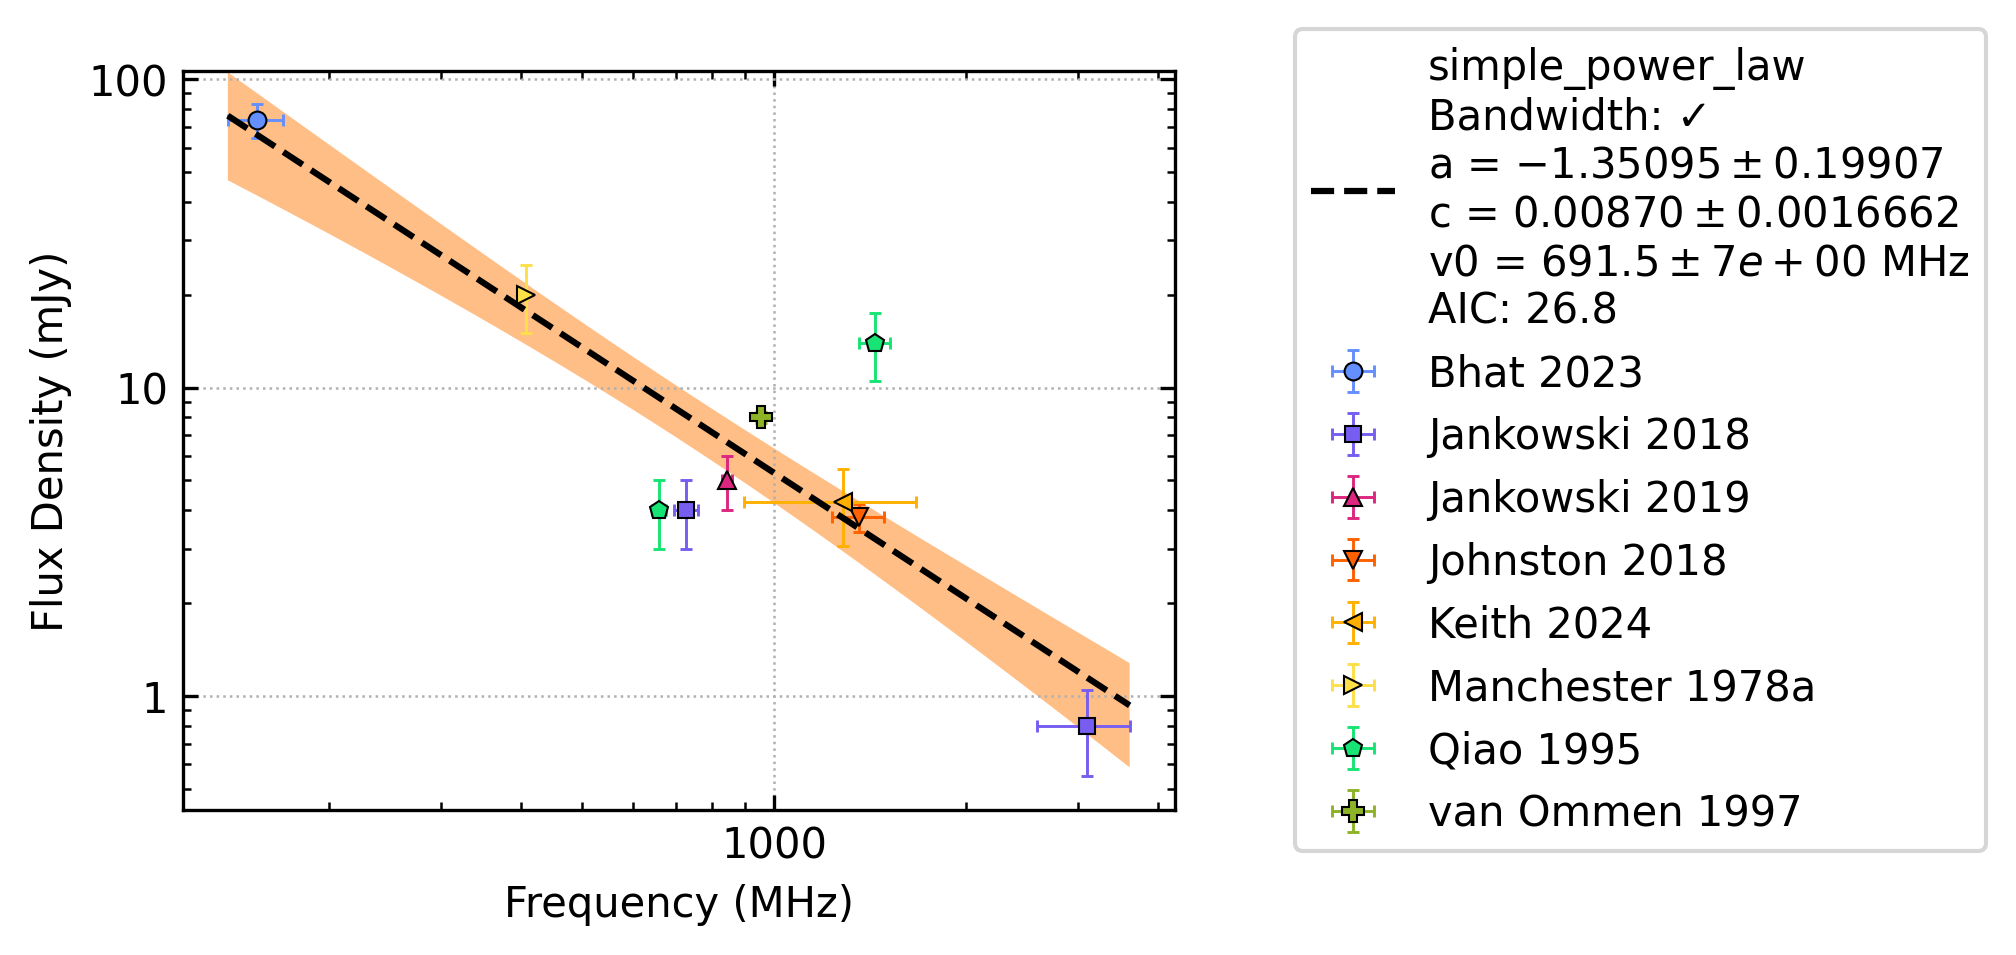 100
10
1
Flux Density (mJy)
1000
Frequency (MHz)
simple_power_law
Bandwidth: ✓
a = −1.35095 ± 0.19907
c = 0.00870 ± 0.0016662
v0 = 691.5 ± 7e + 00 MHz
AIC: 26.8
Bhat 2023
Jankowski 2018
Jankowski 2019
Johnston 2018
Keith 2024
Manchester 1978a
Qiao 1995
van Ommen 1997